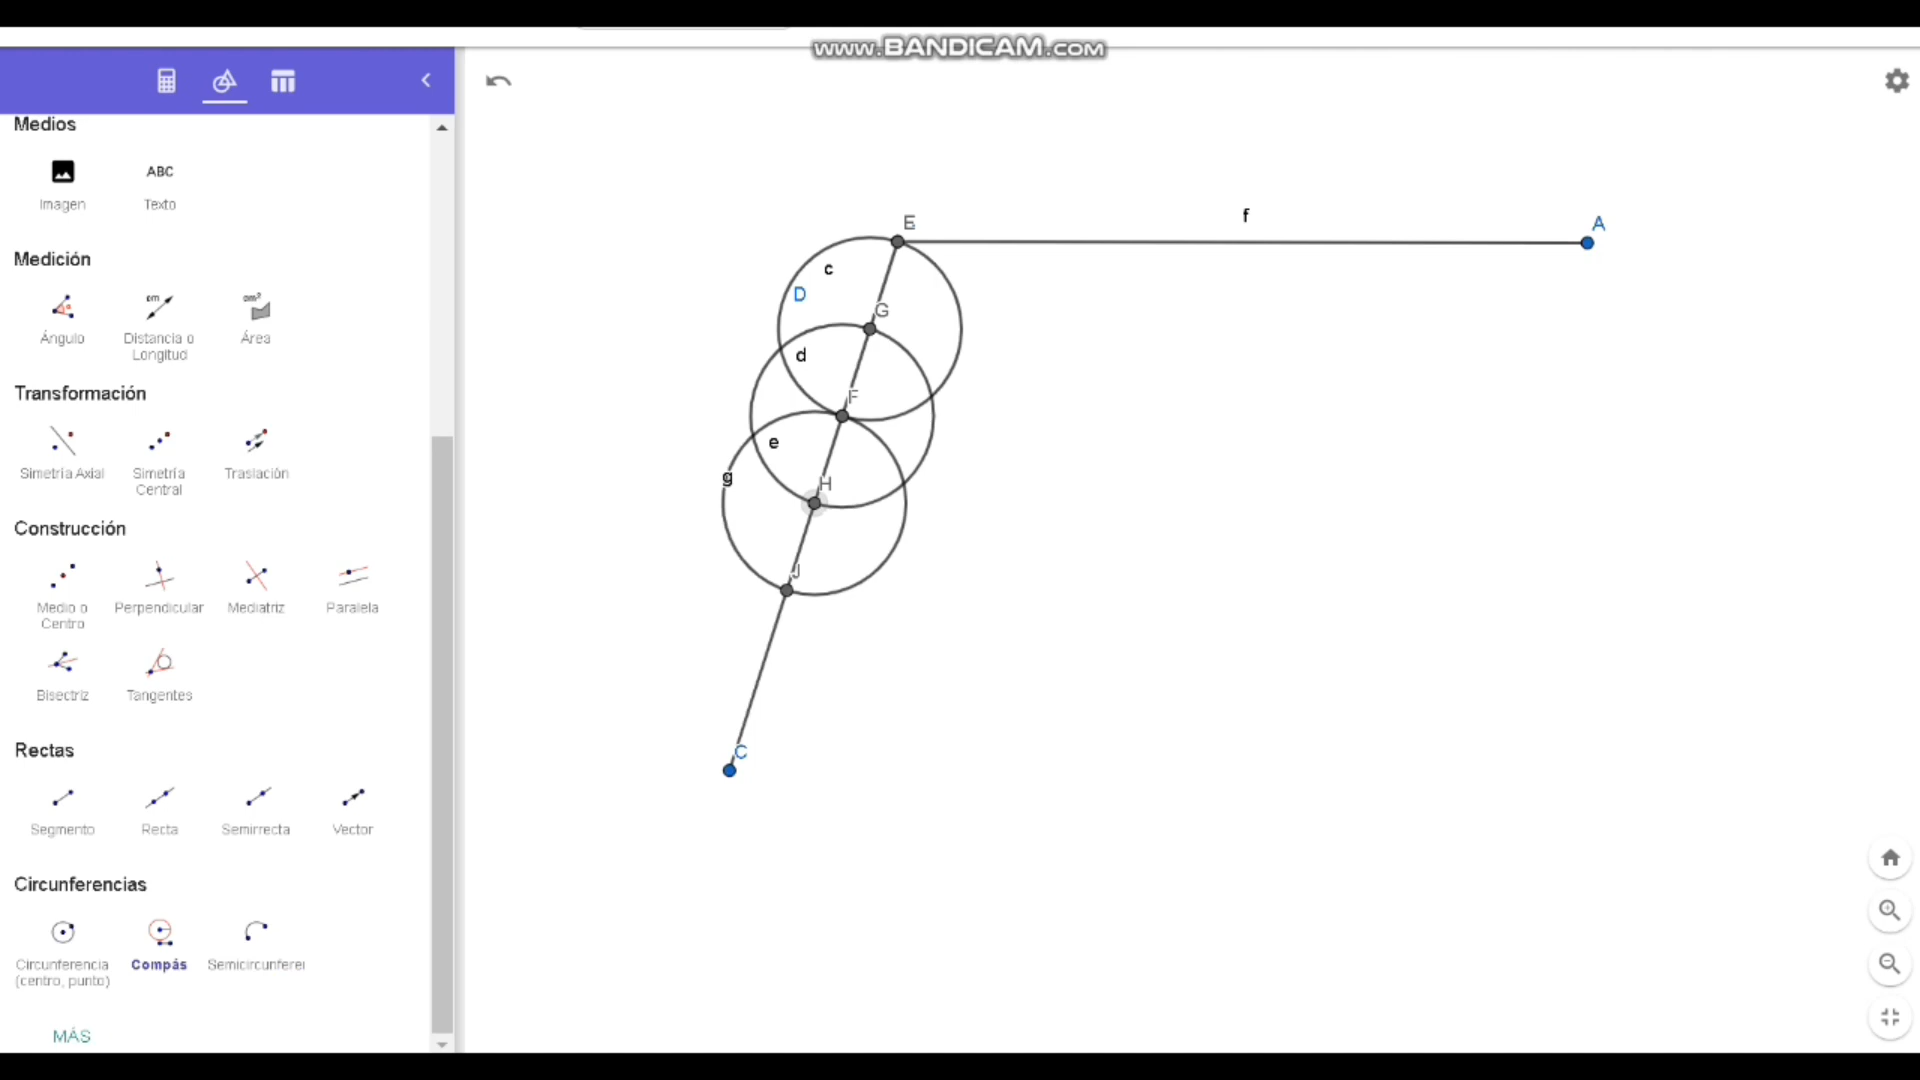 www.BANDICAM.com
Medios
ABC
Imagen
Texto
Medición
cm
cm²
Ángulo
Distancia o
Longitud
Área
Transformación
Simetría Axial
Simetría
Central
Traslación
Construcción
Medio o
Centro
Perpendicular
Mediatriz
Paralela
Bisectriz
Tangentes
Rectas
Segmento
Recta
Semirrecta
Vector
Circunferencias
Circunferencia
(centro, punto)
Compás
Semicircunferei
MÁS
E
f
A
c
D
G
d
F
e
g
H
J
C